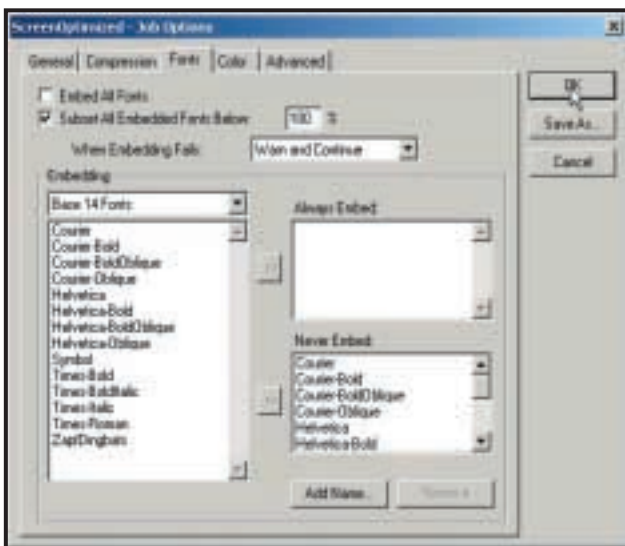 ScreenOptimized - Job Options
General Compression Fonts Color Advanced
Embed All Fonts
Subset All Embedded Fonts Below: 100 %
When Embedding Fails: Warn and Continue
OK
Save As...
Cancel
Embedding
Base 14 Fonts
Courier
Courier-Bold
Courier-BoldOblique
Courier-Oblique
Helvetica
Helvetica-Bold
Helvetica-BoldOblique
Helvetica-Oblique
Symbol
Times-Bold
Times-BoldItalic
Times-Italic
Times-Roman
ZapfDingbats
Always Embed:
Never Embed:
Courier
Courier-Bold
Courier-BoldOblique
Courier-Oblique
Helvetica
Helvetica-Bold
Add Name...